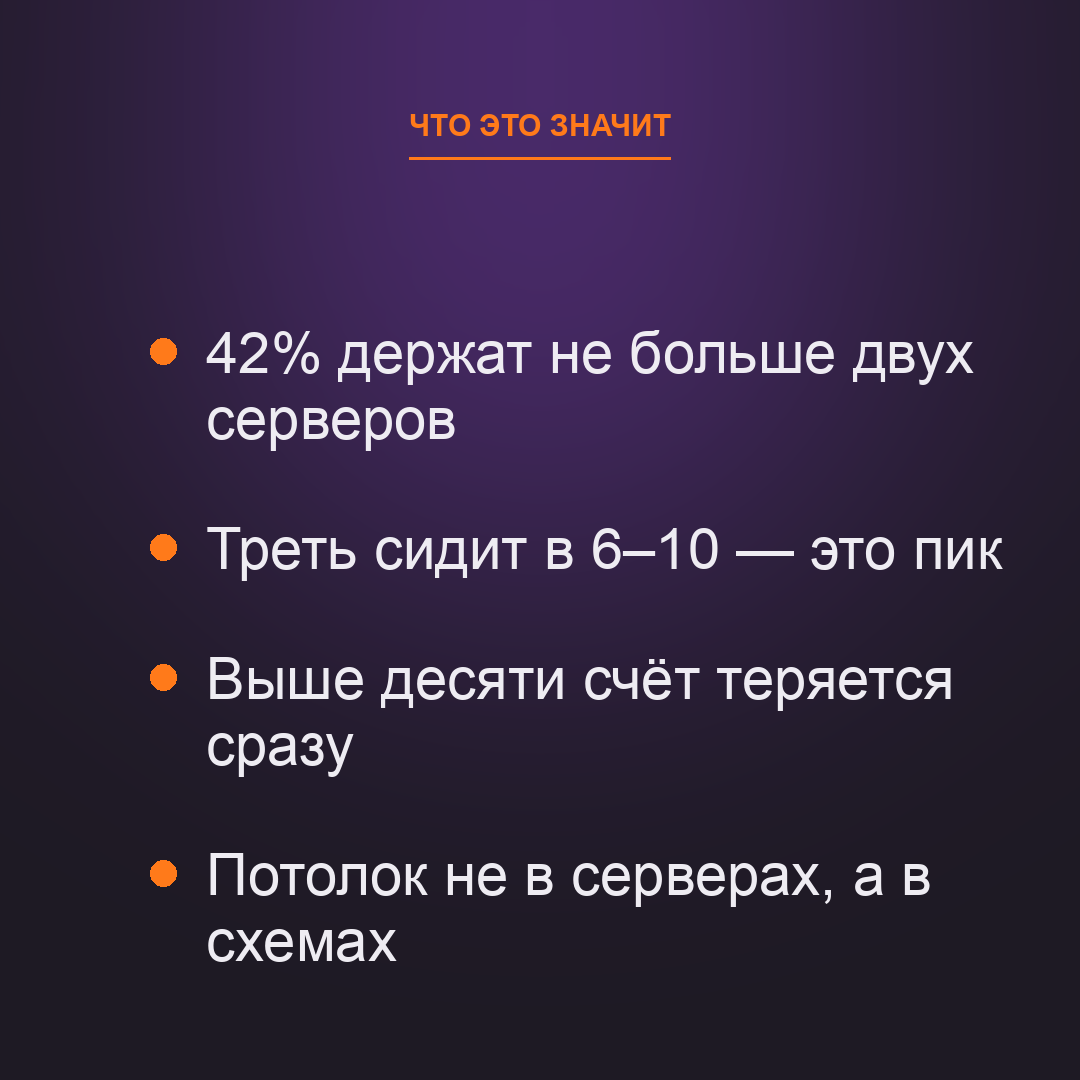 ЧТО ЭТО ЗНАЧИТ
42% держат не больше двух
серверов
Треть сидит в 6–10 — это пик
Выше десяти счёт теряется
сразу
Потолок не в серверах, а в
схемах